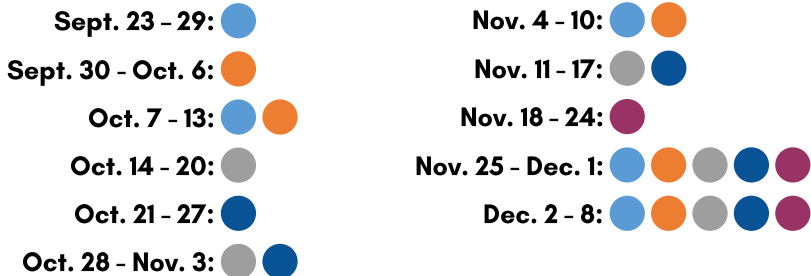 Sept. 23 – 29:
Sept. 30 – Oct. 6:
Oct. 7 – 13:
Oct. 14 – 20:
Oct. 21 – 27:
Oct. 28 – Nov. 3:
Nov. 4 – 10:
Nov. 11 – 17:
Nov. 18 – 24:
Nov. 25 – Dec. 1:
Dec. 2 – 8: